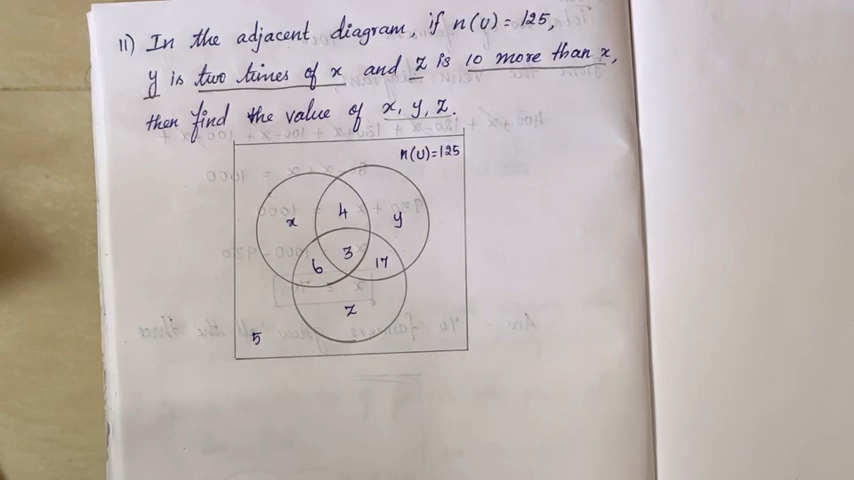 11) In the adjacent diagram, if n(U) = 125,
y is two times of x and z is 10 more than x,
then find the value of x, y, z.
n(U)=125
x 4 y
3
6 17
z
5